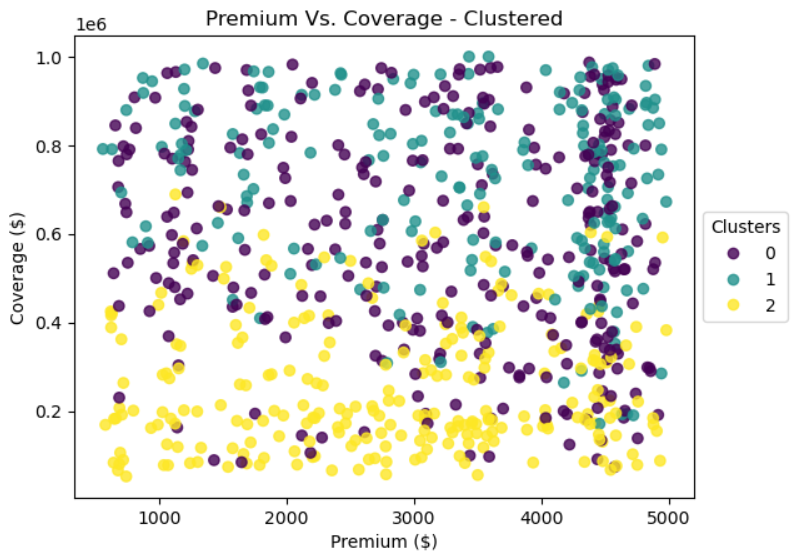 Premium Vs. Coverage - Clustered
1e6
1.0
0.8
0.6
0.4
0.2
Coverage ($)
1000 2000 3000 4000 5000
Premium ($)
Clusters
0
1
2